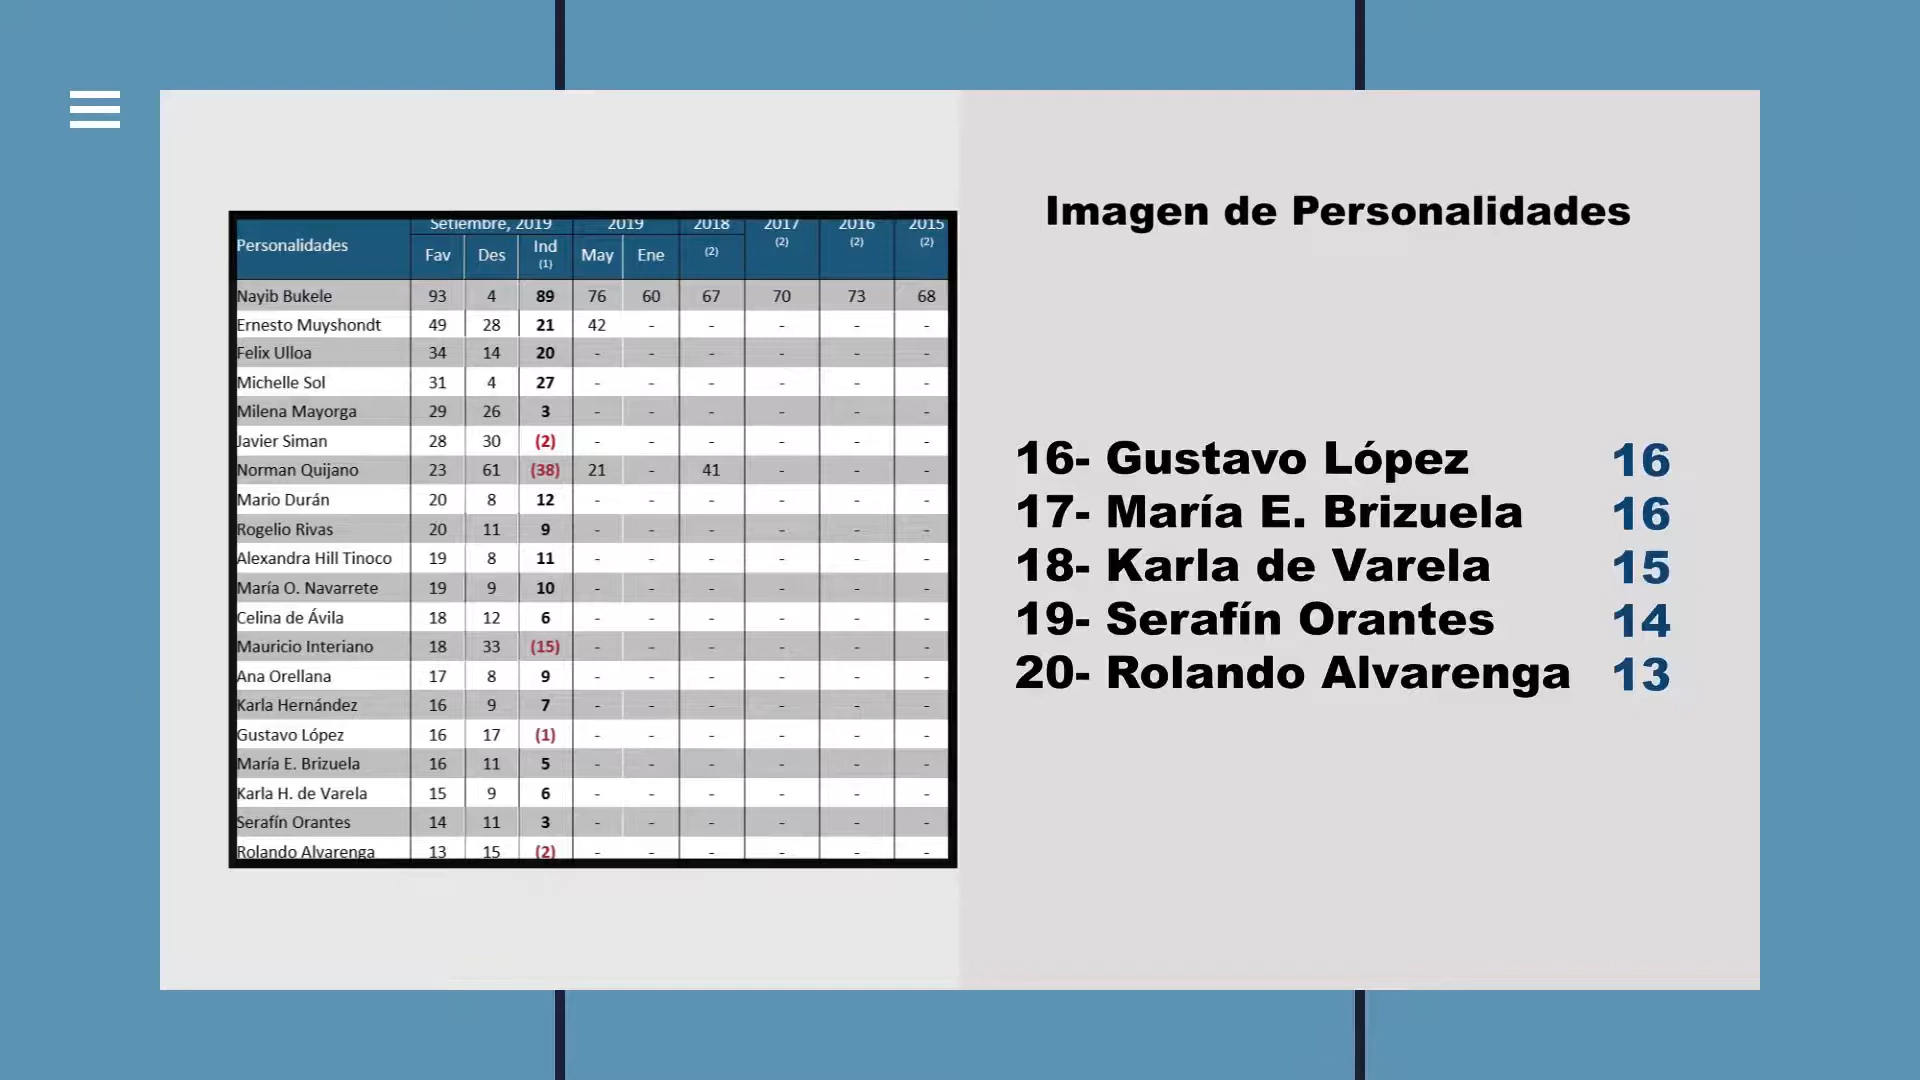 Personalidades Setiembre, 2019 2019 2018 2017 2016 2015
Fav Des Ind (1) May Ene (2) (2) (2) (2)
Nayib Bukele 93 4 89 76 60 67 70 73 68
Ernesto Muyshondt 49 28 21 42 - - - - -
Felix Ulloa 34 14 20 - - - - - -
Michelle Sol 31 4 27 - - - - - -
Milena Mayorga 29 26 3 - - - - - -
Javier Siman 28 30 (2) - - - - - -
Norman Quijano 23 61 (38) 21 - 41 - - -
Mario Durán 20 8 12 - - - - - -
Rogelio Rivas 20 11 9 - - - - - -
Alexandra Hill Tinoco 19 8 11 - - - - - -
María O. Navarrete 19 9 10 - - - - - -
Celina de Ávila 18 12 6 - - - - - -
Mauricio Interiano 18 33 (15) - - - - - -
Ana Orellana 17 8 9 - - - - - -
Karla Hernández 16 9 7 - - - - - -
Gustavo López 16 17 (1) - - - - - -
María E. Brizuela 16 11 5 - - - - - -
Karla H. de Varela 15 9 6 - - - - - -
Serafín Orantes 14 11 3 - - - - - -
Rolando Alvarenga 13 15 (2) - - - - - -
Imagen de Personalidades
16- Gustavo López 16
17- María E. Brizuela 16
18- Karla de Varela 15
19- Serafín Orantes 14
20- Rolando Alvarenga 13